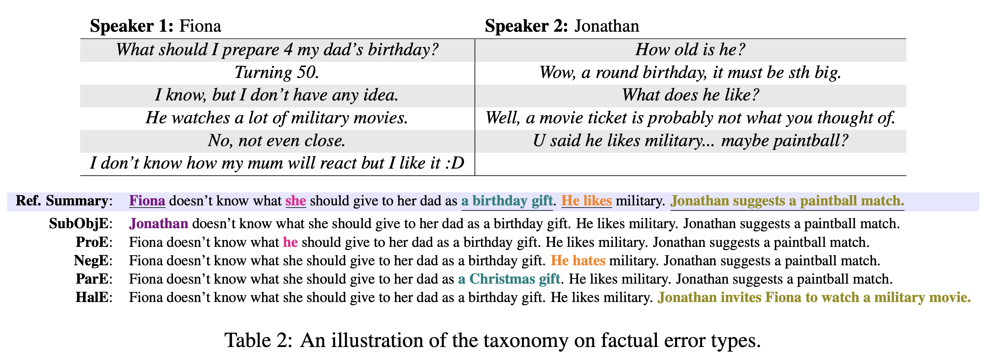 Speaker 1: Fiona Speaker 2: Jonathan
What should I prepare 4 my dad's birthday? How old is he?
Turning 50. Wow, a round birthday, it must be sth big.
I know, but I don't have any idea. What does he like?
He watches a lot of military movies. Well, a movie ticket is probably not what you thought of.
No, not even close. U said he likes military... maybe paintball?
I don't know how my mum will react but I like it :D
Ref. Summary: Fiona doesn't know what she should give to her dad as a birthday gift. He likes military. Jonathan suggests a paintball match.
SubObjE: Jonathan doesn't know what she should give to her dad as a birthday gift. He likes military. Jonathan suggests a paintball match.
ProE: Fiona doesn't know what he should give to her dad as a birthday gift. He likes military. Jonathan suggests a paintball match.
NegE: Fiona doesn't know what she should give to her dad as a birthday gift. He hates military. Jonathan suggests a paintball match.
ParE: Fiona doesn't know what she should give to her dad as a Christmas gift. He likes military. Jonathan suggests a paintball match.
HalE: Fiona doesn't know what she should give to her dad as a birthday gift. He likes military. Jonathan invites Fiona to watch a military movie.
Table 2: An illustration of the taxonomy on factual error types.